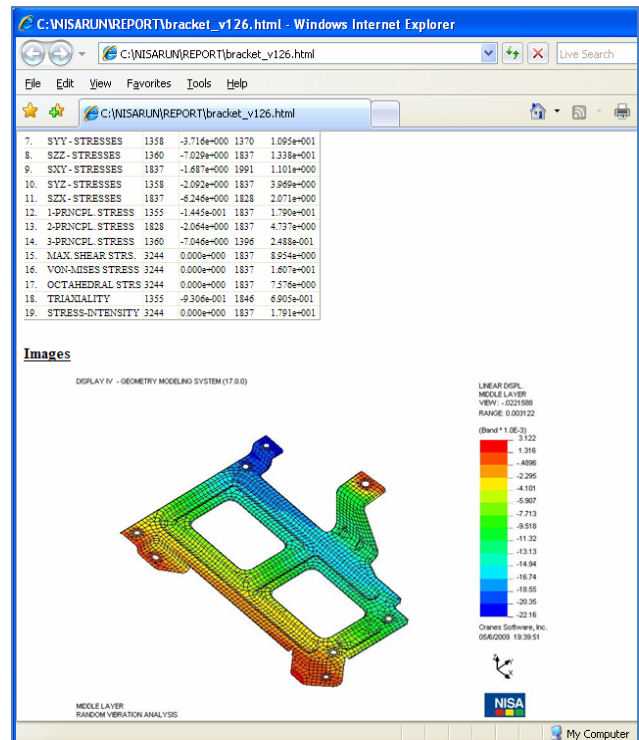 C:\NISARUN\REPORT\bracket_v126.html - Windows Internet Explorer
C:\NISARUN\REPORT\bracket_v126.html
Live Search
File Edit View Favorites Tools Help
C:\NISARUN\REPORT\bracket_v126.html
7. SYY-STRESSES 1358 -3.716e+000 1370 1.095e+001
8. SZZ-STRESSES 1360 -7.029e+000 1837 1.338e+001
9. SXY-STRESSES 1837 -1.687e+000 1991 1.101e+000
10. SYZ-STRESSES 1358 -2.092e+000 1837 3.969e+000
11. SZX-STRESSES 1837 -6.246e+000 1828 2.071e+000
12. 1-PRNCPL. STRESS 1355 -1.445e-001 1837 1.790e+001
13. 2-PRNCPL. STRESS 1828 -2.064e+000 1837 4.737e+000
14. 3-PRNCPL. STRESS 1360 -7.046e+000 1396 2.488e-001
15. MAX. SHEAR STRS. 3244 0.000e+000 1837 8.954e+000
16. VON-MISES STRESS 3244 0.000e+000 1837 1.607e+001
17. OCTAHEDRAL STRS 3244 0.000e+000 1837 7.576e+000
18. TRIAXIALITY 1355 -9.306e-001 1846 6.905e-001
19. STRESS-INTENSITY 3244 0.000e+000 1837 1.791e+001
Images
DISPLAY IV - GEOMETRY MODELING SYSTEM (17.0.0)
LINEAR DISPL.
MIDDLE LAYER
VIEW : -.0221588
RANGE: 0.003122
(Band * 1.0E-3)
3.122
1.316
-.4896
-2.295
-4.101
-5.907
-7.713
-9.518
-11.32
-13.13
-14.94
-16.74
-18.55
-20.35
-22.16
Cranes Software, Inc.
05/6/2009 19:39:51
Z
Y
X
NISA
MIDDLE LAYER
RANDOM VIBRATION ANALYSIS
My Computer